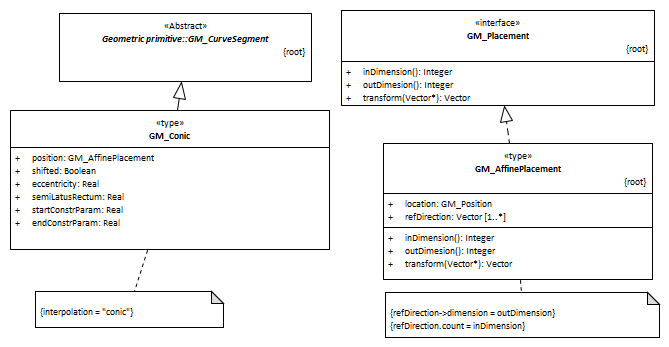 «Abstract»
Geometric primitive::GM_CurveSegment
{root}
«type»
GM_Conic
+ position: GM_AffinePlacement
+ shifted: Boolean
+ eccentricity: Real
+ semiLatusRectum: Real
+ startConstrParam: Real
+ endConstrParam: Real
{interpolation = "conic"}
«interface»
GM_Placement
{root}
+ inDimension(): Integer
+ outDimesion(): Integer
+ transform(Vector*): Vector
«type»
GM_AffinePlacement
{root}
+ location: GM_Position
+ refDirection: Vector [1..*]
+ inDimension(): Integer
+ outDimesion(): Integer
+ transform(Vector*): Vector
{refDirection->dimension = outDimension}
{refDirection.count = inDimension}